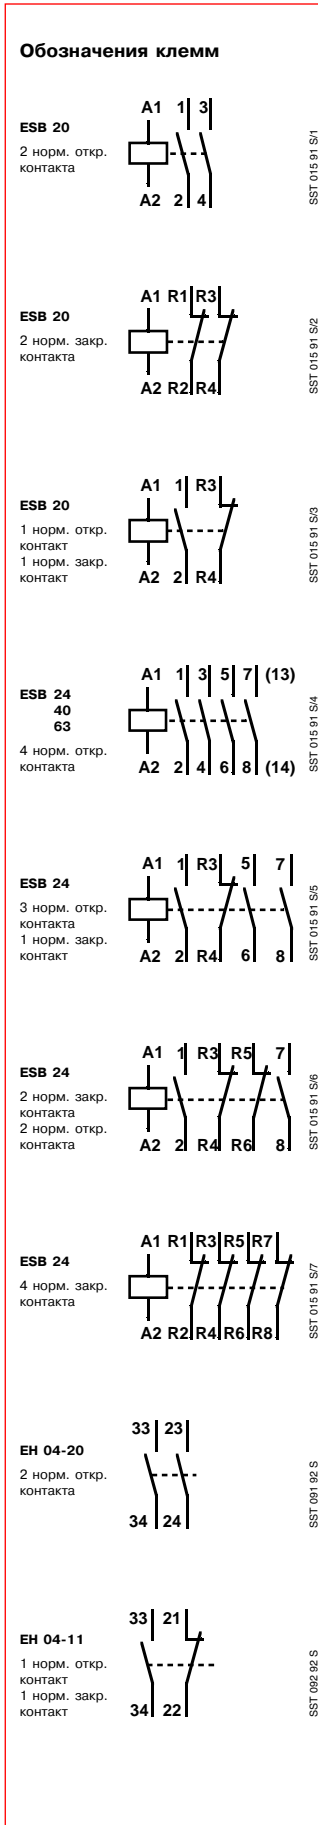 Обозначения клемм
ESB 20
2 норм. откр.
контакта
A1 1 3
A2 2 4
SST 015 91 S/1
ESB 20
2 норм. закр.
контакта
A1 R1 R3
A2 R2 R4
SST 015 91 S/2
ESB 20
1 норм. откр.
контакт
1 норм. закр.
контакт
A1 1 R3
A2 2 R4
SST 015 91 S/3
ESB 24
40
63
4 норм. откр.
контакта
A1 1 3 5 7 (13)
A2 2 4 6 8 (14)
SST 015 91 S/4
ESB 24
3 норм. откр.
контакта
1 норм. закр.
контакт
A1 1 R3 5 7
A2 2 R4 6 8
SST 015 91 S/5
ESB 24
2 норм. закр.
контакта
2 норм. откр.
контакта
A1 1 R3 R5 7
A2 2 R4 R6 8
SST 015 91 S/6
ESB 24
4 норм. закр.
контакта
A1 R1 R3 R5 R7
A2 R2 R4 R6 R8
SST 015 91 S/7
EH 04-20
2 норм. откр.
контакта
33 23
34 24
SST 091 92 S
EH 04-11
1 норм. откр.
контакт
1 норм. закр.
контакт
33 21
34 22
SST 092 92 S